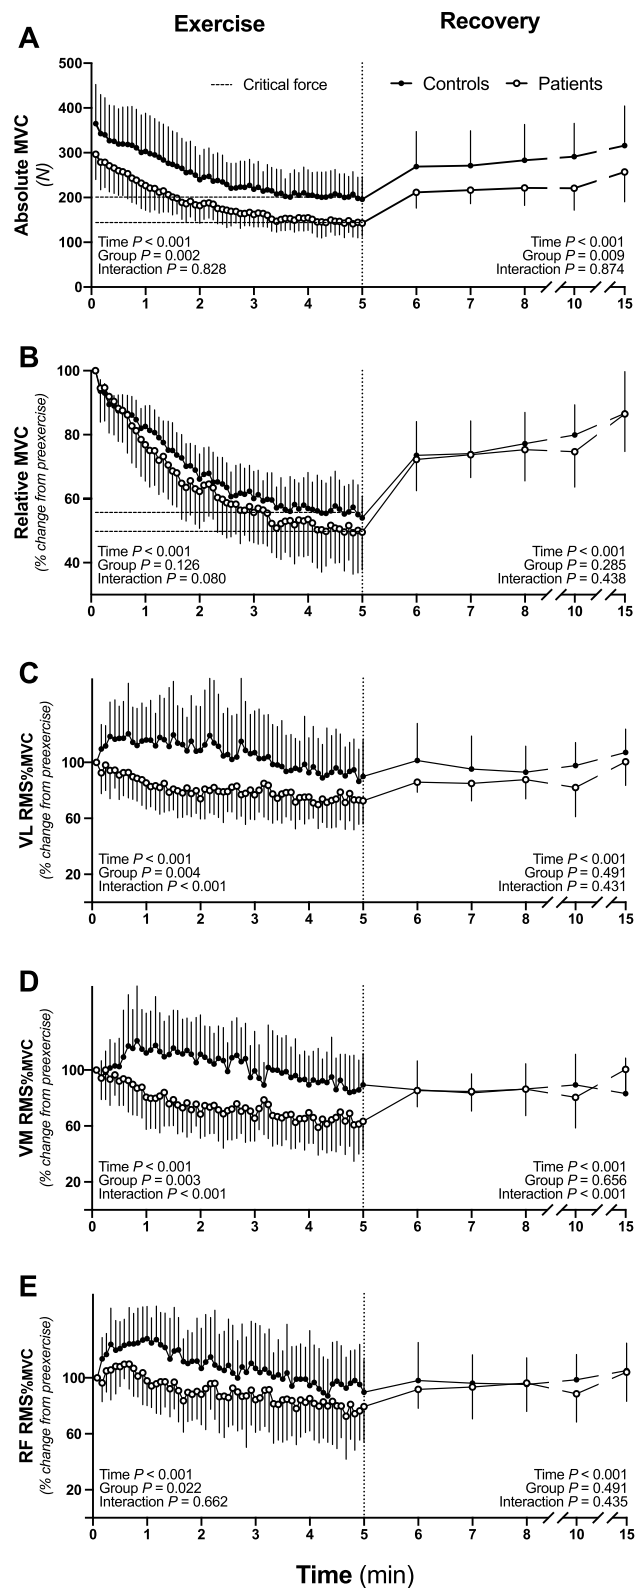 Exercise
Recovery
A
Absolute MVC
(N)
500
400
300
200
100
0
Critical force
Controls
Patients
Time P < 0.001
Group P = 0.002
Interaction P = 0.828
Time P < 0.001
Group P = 0.009
Interaction P = 0.874
0 1 2 3 4 5 6 7 8 10 15
B
Relative MVC
(% change from preexercise)
100
80
60
40
Time P < 0.001
Group P = 0.126
Interaction P = 0.080
Time P < 0.001
Group P = 0.285
Interaction P = 0.438
0 1 2 3 4 5 6 7 8 10 15
C
VL RMS%MVC
(% change from preexercise)
100
60
20
Time P < 0.001
Group P = 0.004
Interaction P < 0.001
Time P < 0.001
Group P = 0.491
Interaction P = 0.431
0 1 2 3 4 5 6 7 8 10 15
D
VM RMS%MVC
(% change from preexercise)
100
60
20
Time P < 0.001
Group P = 0.003
Interaction P < 0.001
Time P < 0.001
Group P = 0.656
Interaction P < 0.001
0 1 2 3 4 5 6 7 8 10 15
E
RF RMS%MVC
(% change from preexercise)
100
60
20
Time P < 0.001
Group P = 0.022
Interaction P = 0.662
Time P < 0.001
Group P = 0.491
Interaction P = 0.435
0 1 2 3 4 5 6 7 8 10 15
Time (min)